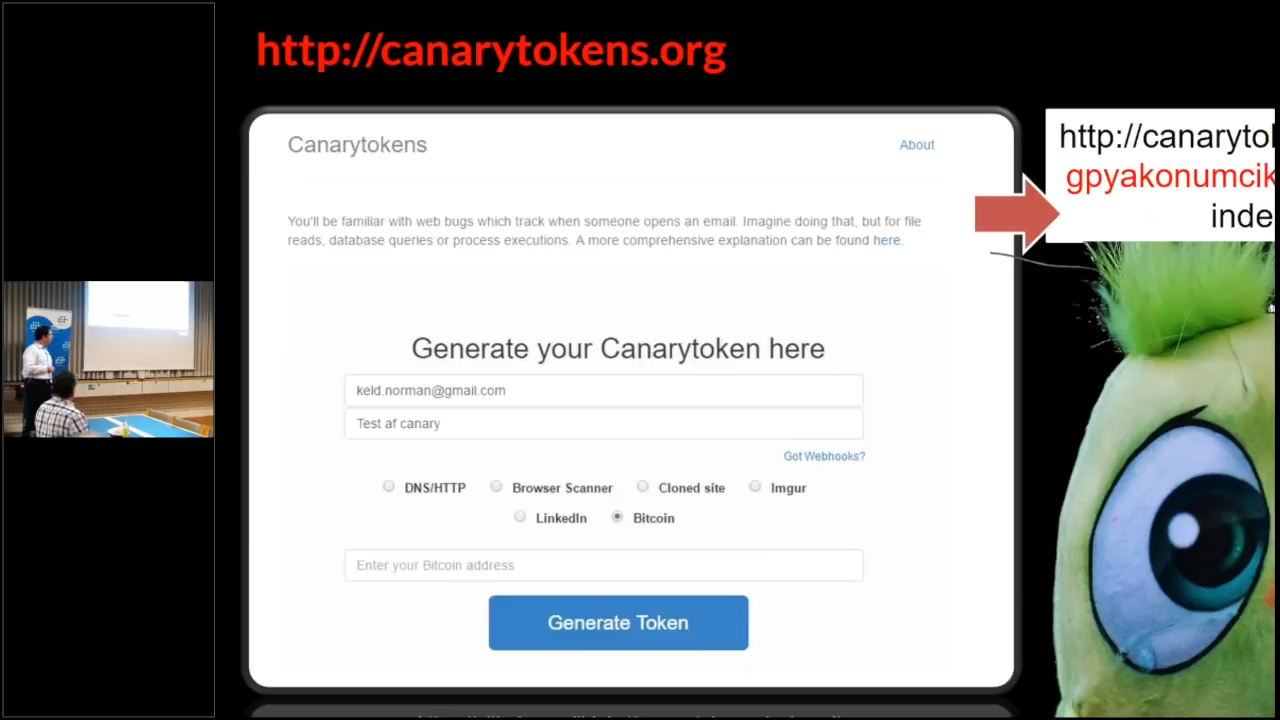 http://canarytokens.org
Canarytokens
About
http://canaryto
gpyakonumcik
inde
You'll be familiar with web bugs which track when someone opens an email. Imagine doing that, but for file
reads, database queries or process executions. A more comprehensive explanation can be found here.
Generate your Canarytoken here
keld.norman@gmail.com
Test af canary
Got Webhooks?
DNS/HTTP Browser Scanner Cloned site Imgur
LinkedIn Bitcoin
Enter your Bitcoin address
Generate Token